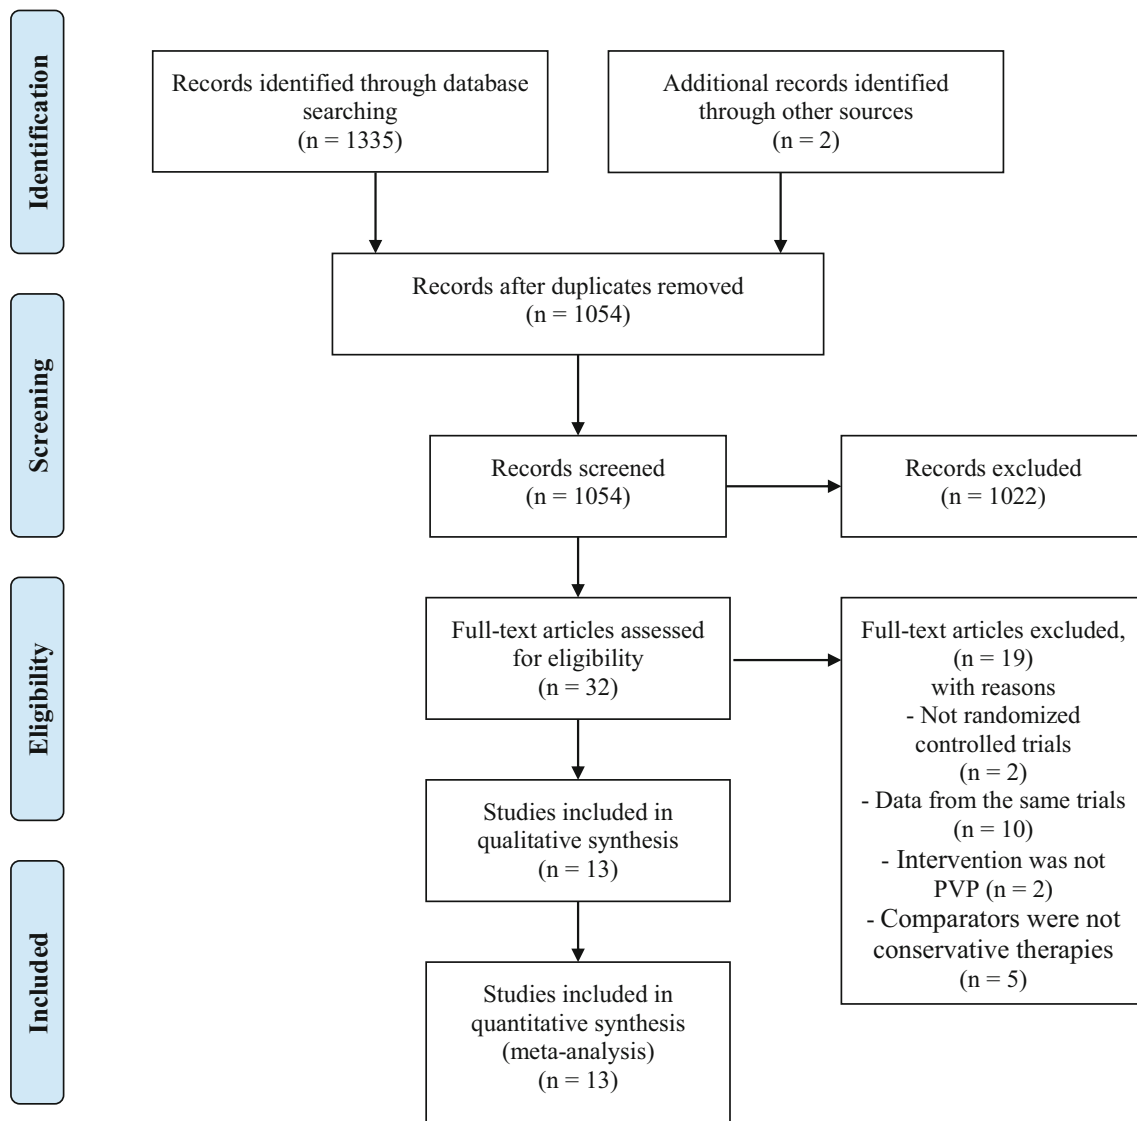 Identification
Records identified through database
searching
(n = 1335)
Additional records identified
through other sources
(n = 2)
Records after duplicates removed
(n = 1054)
Screening
Records screened
(n = 1054)
Records excluded
(n = 1022)
Eligibility
Full-text articles assessed
for eligibility
(n = 32)
Full-text articles excluded,
(n = 19)
with reasons
- Not randomized
controlled trials
(n = 2)
- Data from the same trials
(n = 10)
- Intervention was not
PVP (n = 2)
- Comparators were not
conservative therapies
(n = 5)
Studies included in
qualitative synthesis
(n = 13)
Included
Studies included in
quantitative synthesis
(meta-analysis)
(n = 13)